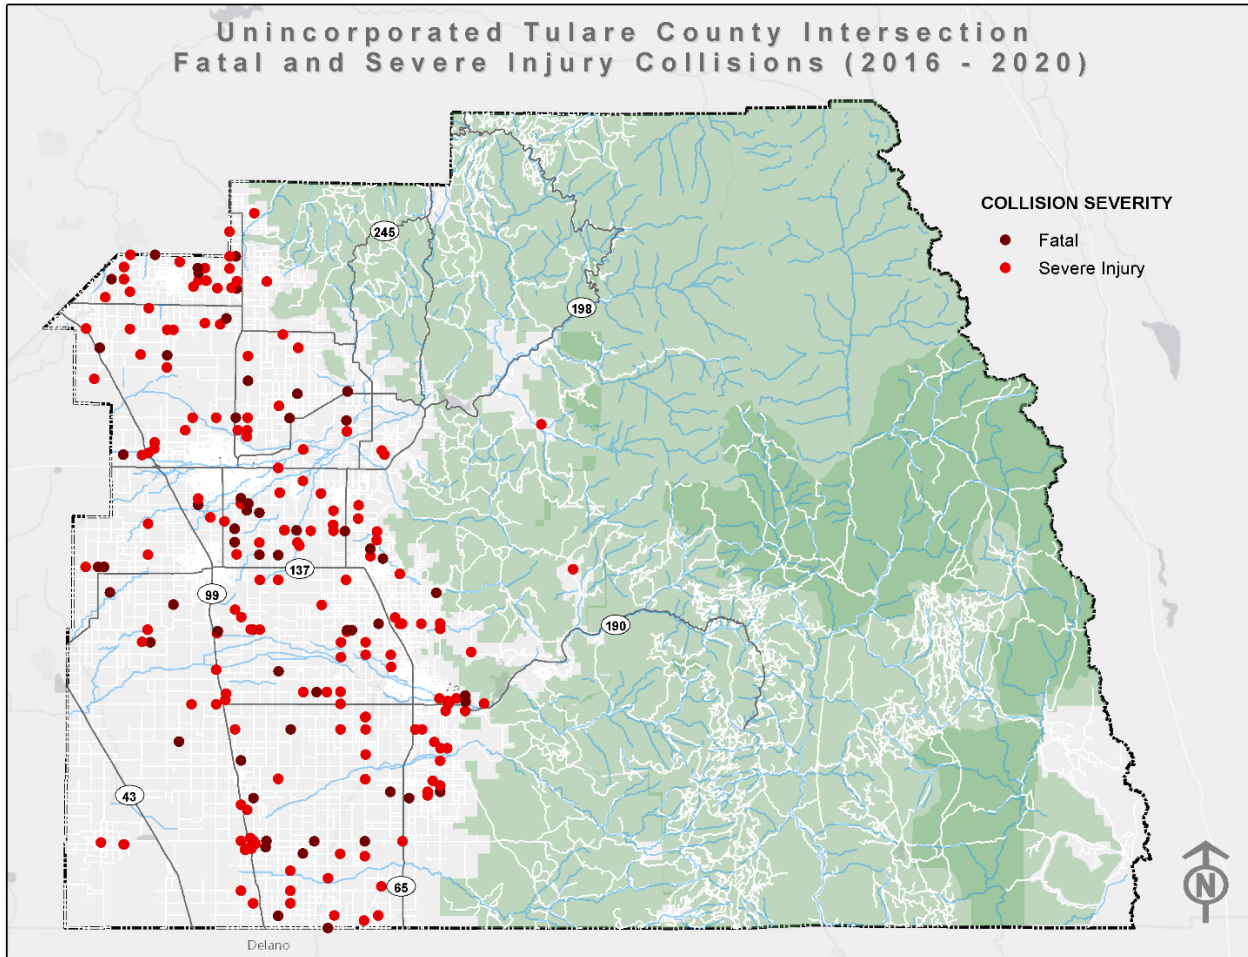 Unincorporated Tulare County Intersection
Fatal and Severe Injury Collisions (2016 - 2020)
COLLISION SEVERITY
Fatal
Severe Injury
245
198
137
99
190
43
65
N
Delano